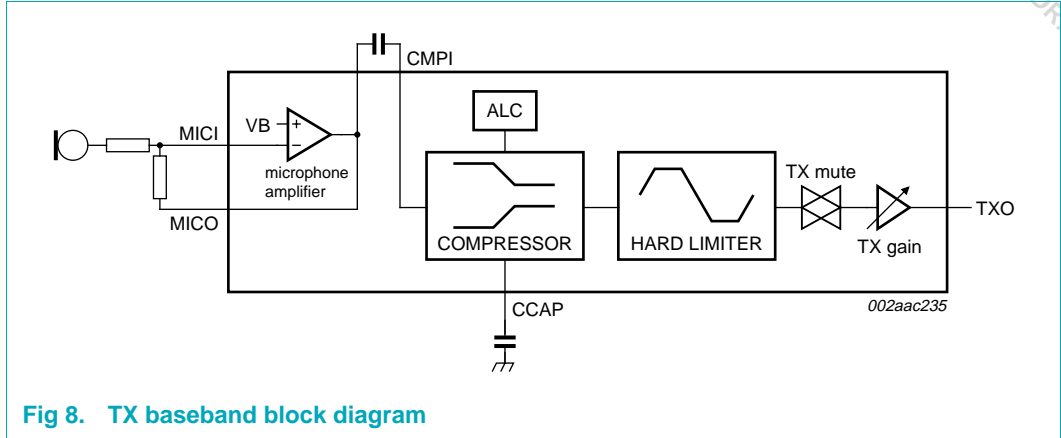 CMPI
ALC
VB
+
−
MICI
microphone
amplifier
MICO
COMPRESSOR
HARD LIMITER
TX mute
TX gain
TXO
CCAP
002aac235
Fig 8. TX baseband block diagram